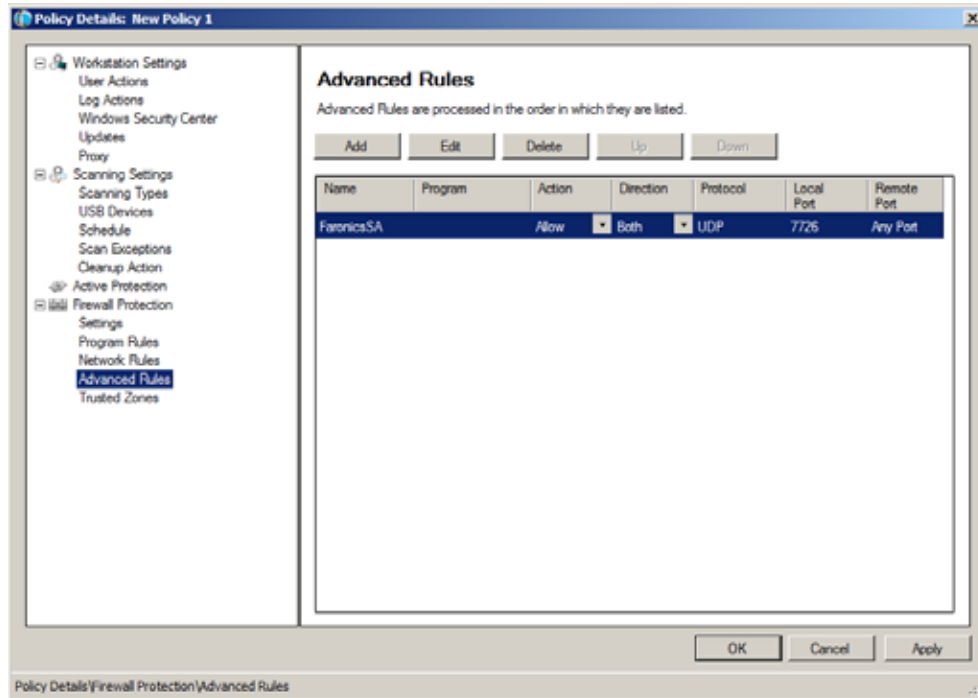 Policy Details: New Policy 1
Workstation Settings
User Actions
Log Actions
Windows Security Center
Updates
Proxy
Scanning Settings
Scanning Types
USB Devices
Schedule
Scan Exceptions
Cleanup Action
Active Protection
Firewall Protection
Settings
Program Rules
Network Rules
Advanced Rules
Trusted Zones
Advanced Rules
Advanced Rules are processed in the order in which they are listed.
Add Edit Delete Up Down
Name Program Action Direction Protocol Local Port Remote Port
FaronicsSA Allow Both UDP 7726 Any Port
OK Cancel Apply
Policy Details\Firewall Protection\Advanced Rules